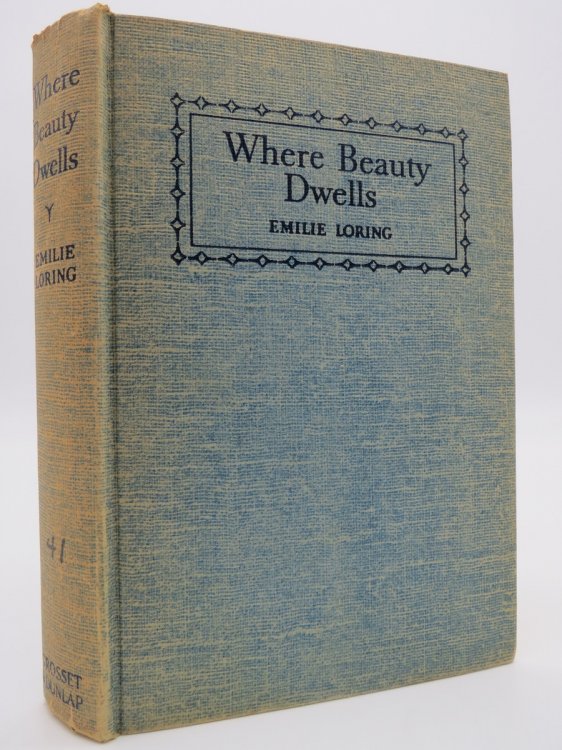 Where Beauty
Dwells
EMILIE LORING
Where
Beauty
Dwells
EMILIE
LORING
41
GROSSET
DUNLAP